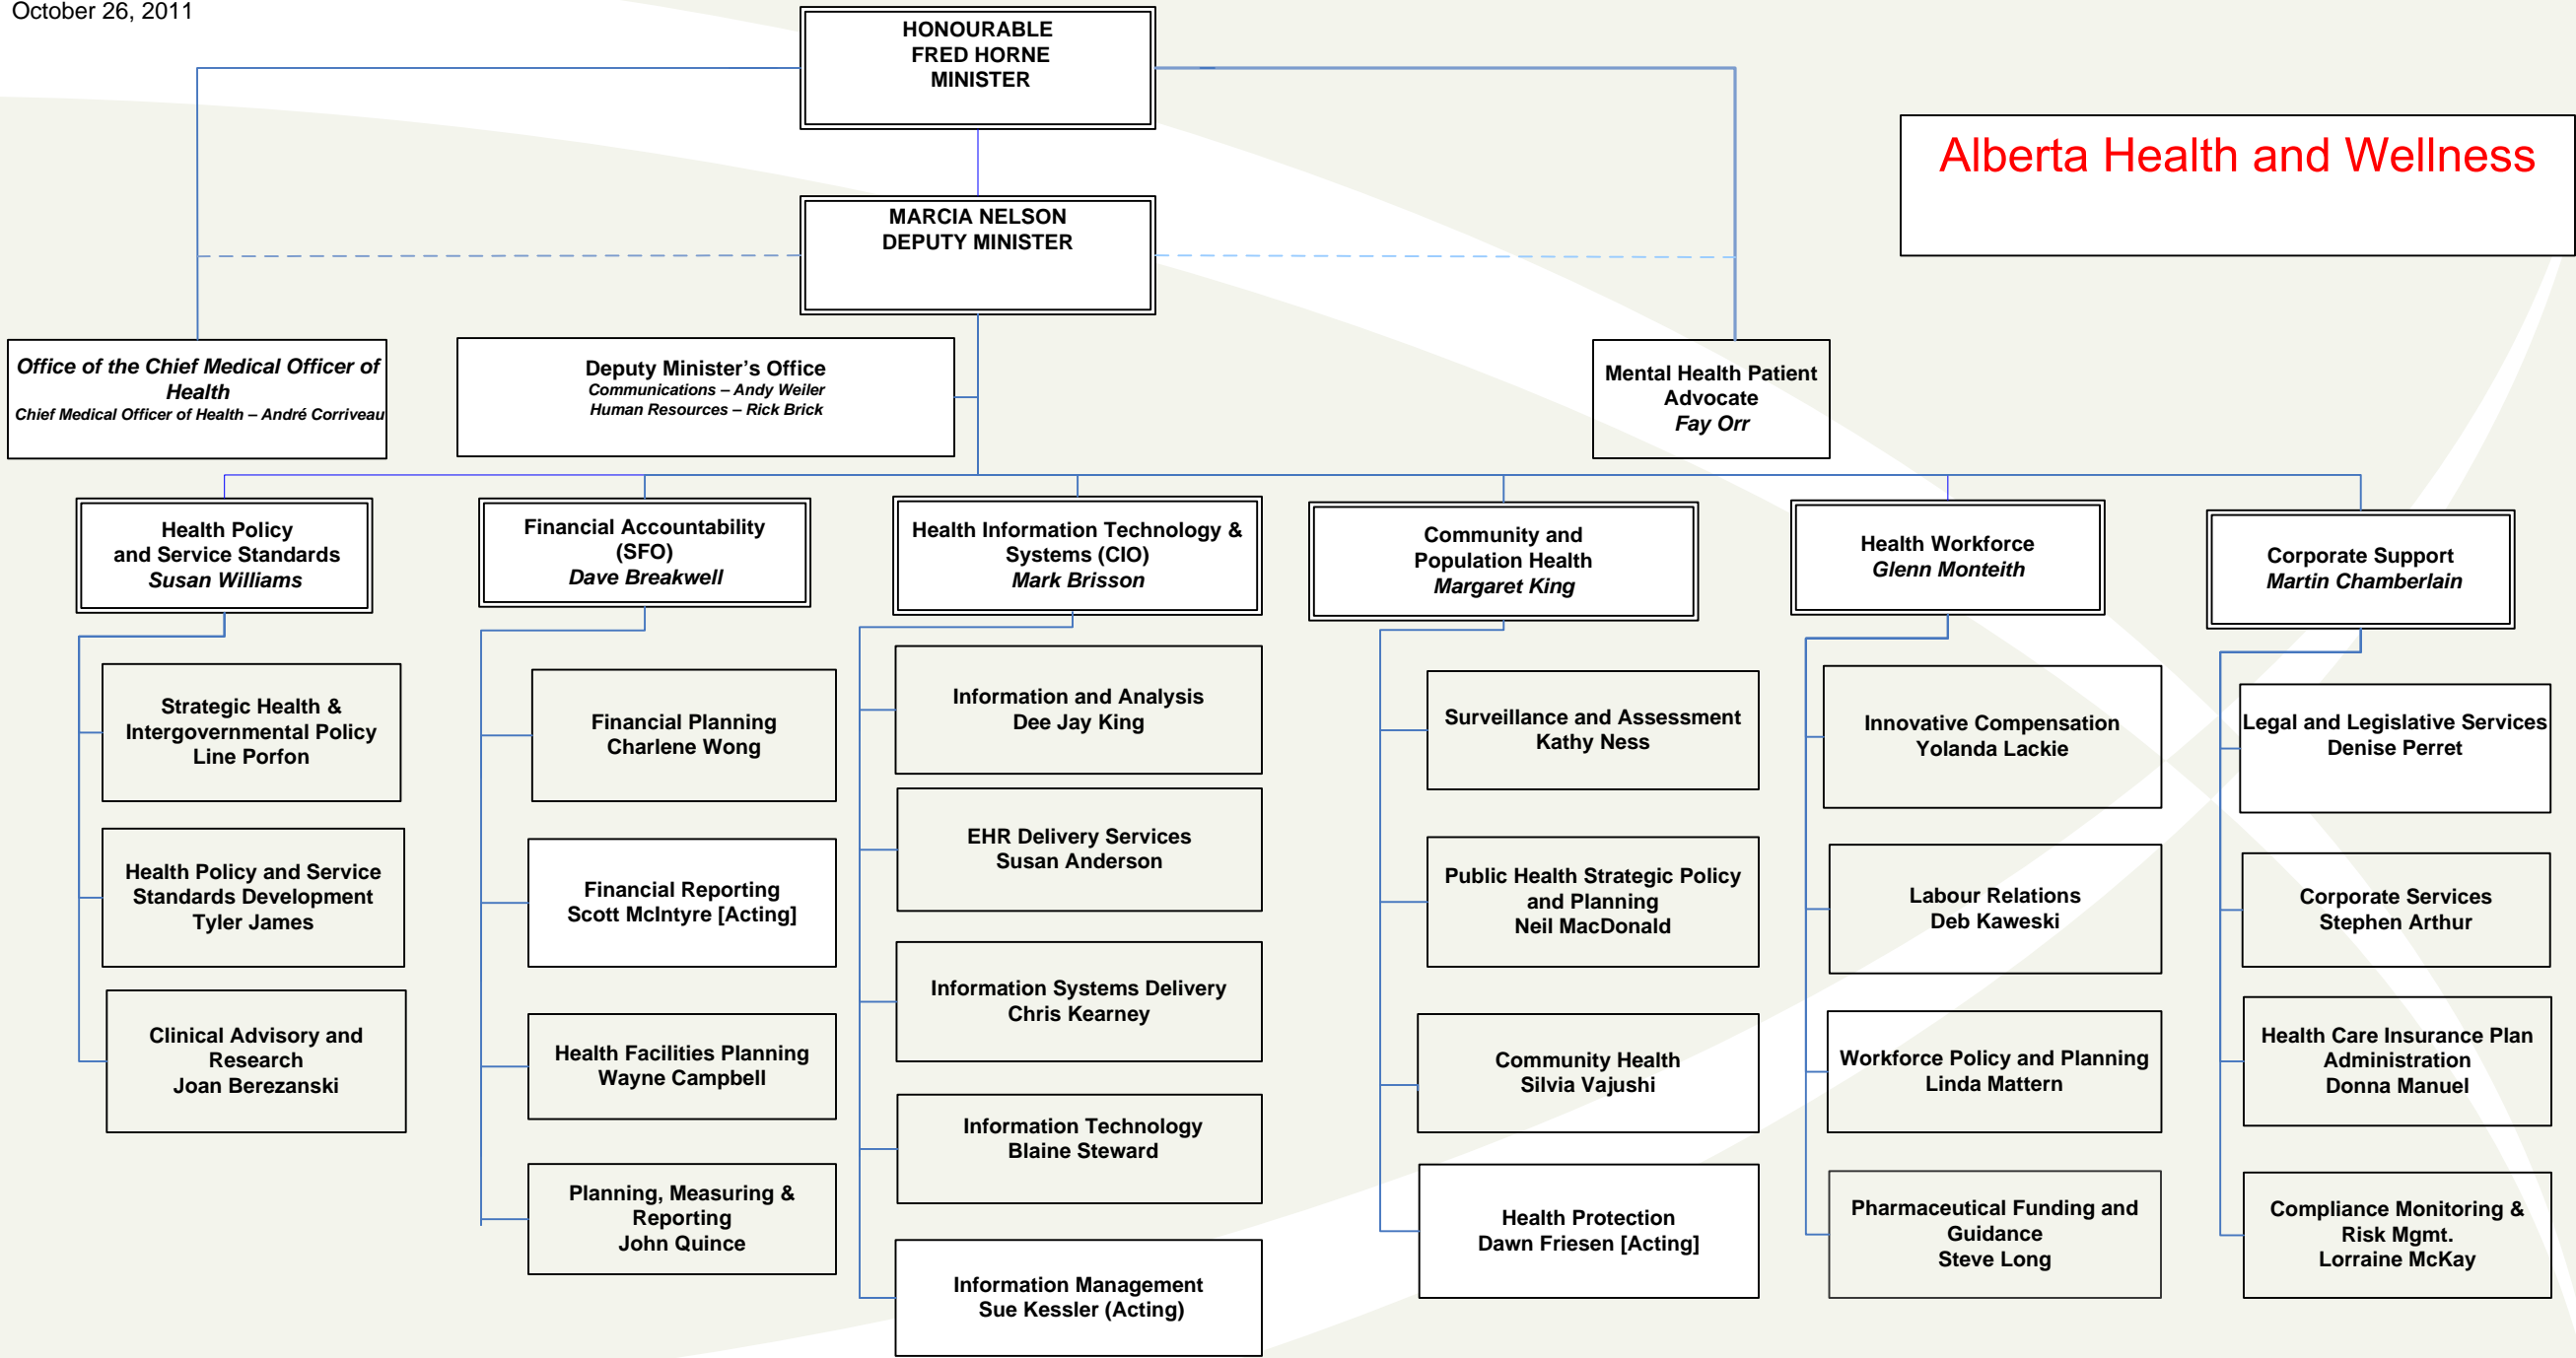 October 26, 2011
HONOURABLE
FRED HORNE
MINISTER
Alberta Health and Wellness
MARCIA NELSON
DEPUTY MINISTER
Office of the Chief Medical Officer of
Health
Chief Medical Officer of Health – André Corriveau
Deputy Minister’s Office
Communications – Andy Weiler
Human Resources – Rick Brick
Mental Health Patient
Advocate
Fay Orr
Health Policy
and Service Standards
Susan Williams
Financial Accountability
(SFO)
Dave Breakwell
Health Information Technology &
Systems (CIO)
Mark Brisson
Community and
Population Health
Margaret King
Health Workforce
Glenn Monteith
Corporate Support
Martin Chamberlain
Strategic Health &
Intergovernmental Policy
Line Porfon
Health Policy and Service
Standards Development
Tyler James
Clinical Advisory and
Research
Joan Berezanski
Financial Planning
Charlene Wong
Financial Reporting
Scott McIntyre [Acting]
Health Facilities Planning
Wayne Campbell
Planning, Measuring &
Reporting
John Quince
Information and Analysis
Dee Jay King
EHR Delivery Services
Susan Anderson
Information Systems Delivery
Chris Kearney
Information Technology
Blaine Steward
Information Management
Sue Kessler (Acting)
Surveillance and Assessment
Kathy Ness
Public Health Strategic Policy
and Planning
Neil MacDonald
Community Health
Silvia Vajushi
Health Protection
Dawn Friesen [Acting]
Innovative Compensation
Yolanda Lackie
Labour Relations
Deb Kaweski
Workforce Policy and Planning
Linda Mattern
Pharmaceutical Funding and
Guidance
Steve Long
Legal and Legislative Services
Denise Perret
Corporate Services
Stephen Arthur
Health Care Insurance Plan
Administration
Donna Manuel
Compliance Monitoring &
Risk Mgmt.
Lorraine McKay